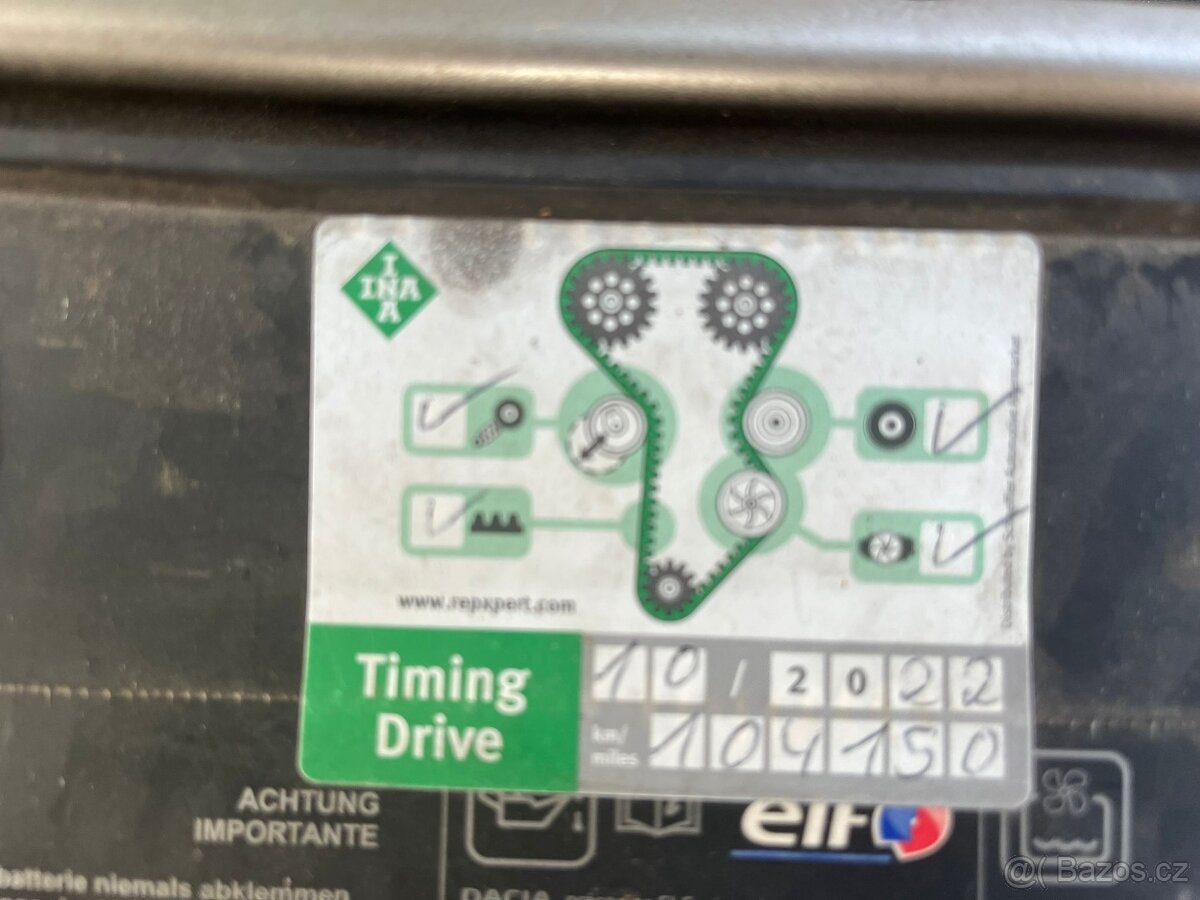 INA
INA
www.repxpert.com
Timing
Drive
10 / 2022
km/
miles
104150
ACHTUNG
IMPORTANTE
elf
batterie niemals abklemmen
DACIA
@( Bazos.cz